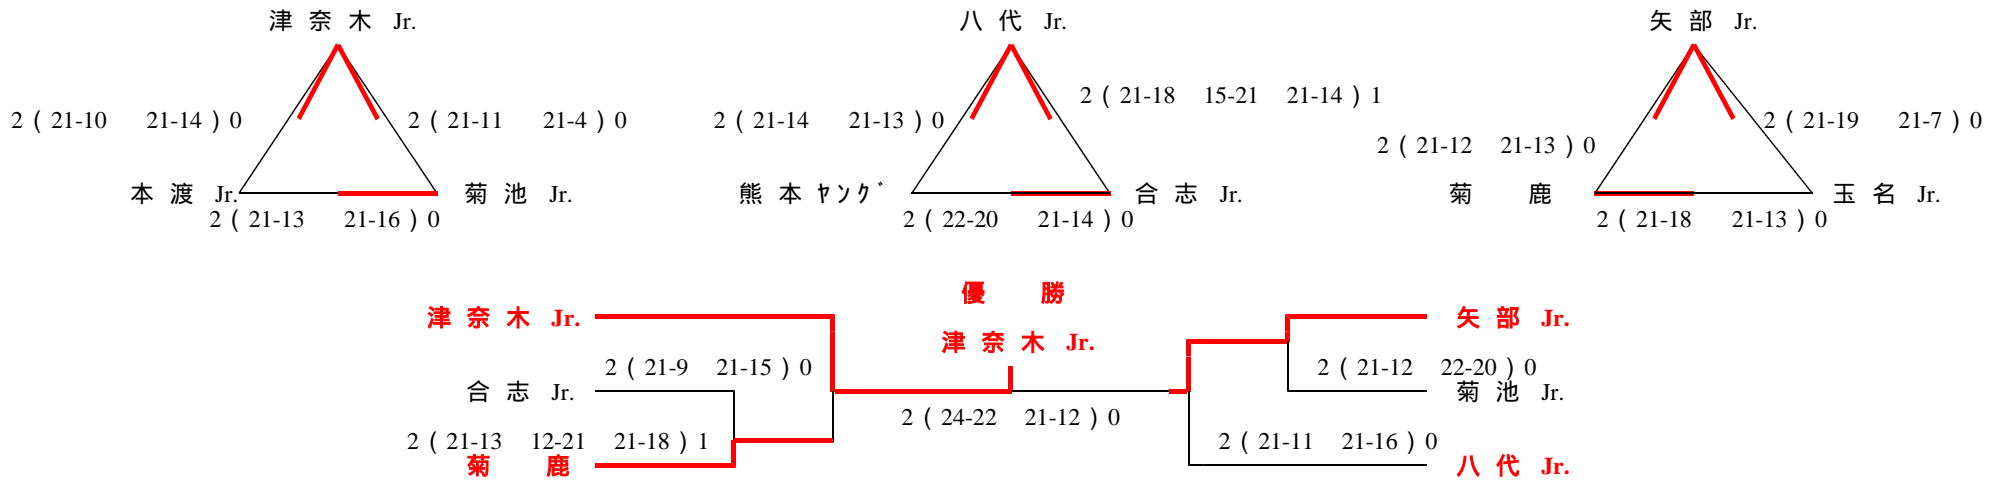 津奈木 Jr. 八代 Jr. 矢部 Jr.
2 ( 21-18 15-21 21-14 ) 1
2 ( 21-10 21-14 ) 0 2 ( 21-11 21-4 ) 0 2 ( 21-14 21-13 ) 0 2 ( 21-19 21-7 ) 0
2 ( 21-12 21-13 ) 0
本渡 Jr. 菊池 Jr. 熊本ﾔﾝｸﾞ 合志 Jr. 菊 鹿 玉名 Jr.
2 ( 21-13 21-16 ) 0 2 ( 22-20 21-14 ) 0 2 ( 21-18 21-13 ) 0
優 勝
津奈木 Jr. 矢部 Jr.
津奈木 Jr.
2 ( 21-9 21-15 ) 0 2 ( 21-12 22-20 ) 0
合志 Jr. 菊池 Jr.
2 ( 24-22 21-12 ) 0
2 ( 21-13 12-21 21-18 ) 1 2 ( 21-11 21-16 ) 0
菊 鹿 八代 Jr.